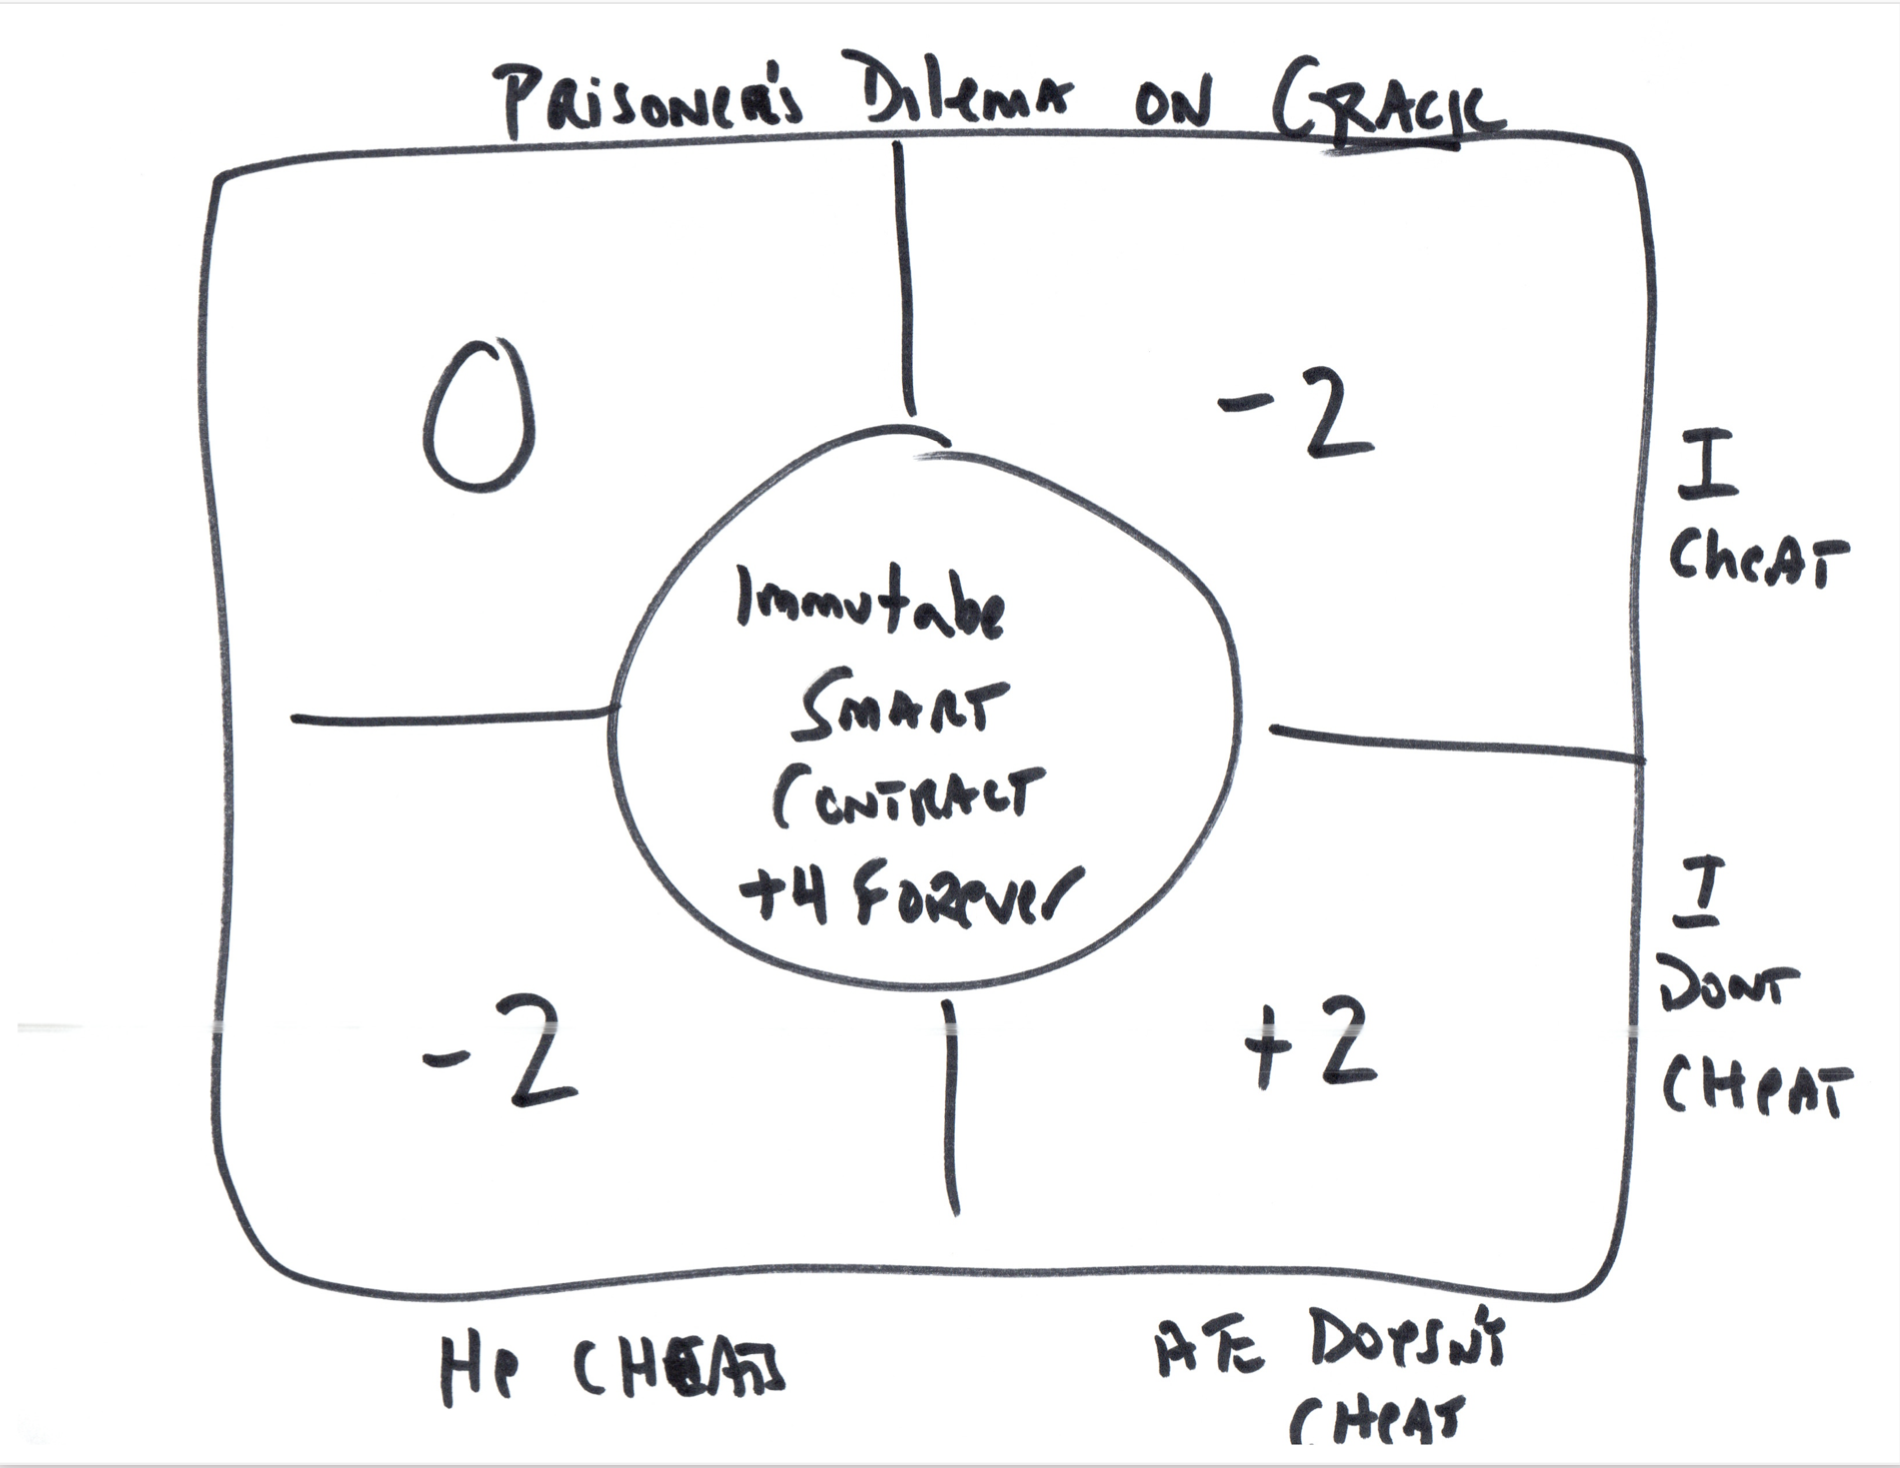 PRiSONER'S DilemA ON CRACK
0
-2
I
CheAT
Immutabe
SMART
CONTRACT
+4 FOREver
-2
+2
I
DONT
CHeAT
He CHEATS
DOeSN'T
CHeAT